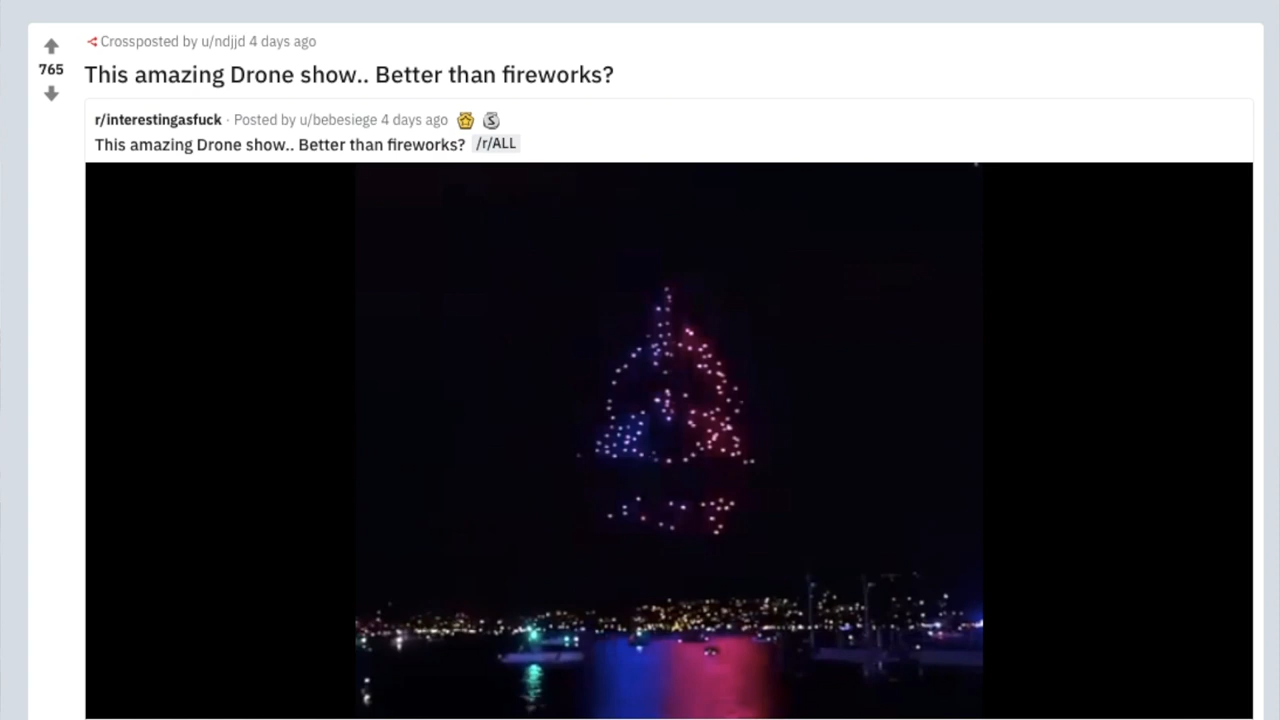 Crossposted by u/ndjjd 4 days ago
765
This amazing Drone show.. Better than fireworks?
r/interestingasfuck · Posted by u/bebesiege 4 days ago
This amazing Drone show.. Better than fireworks? /r/ALL